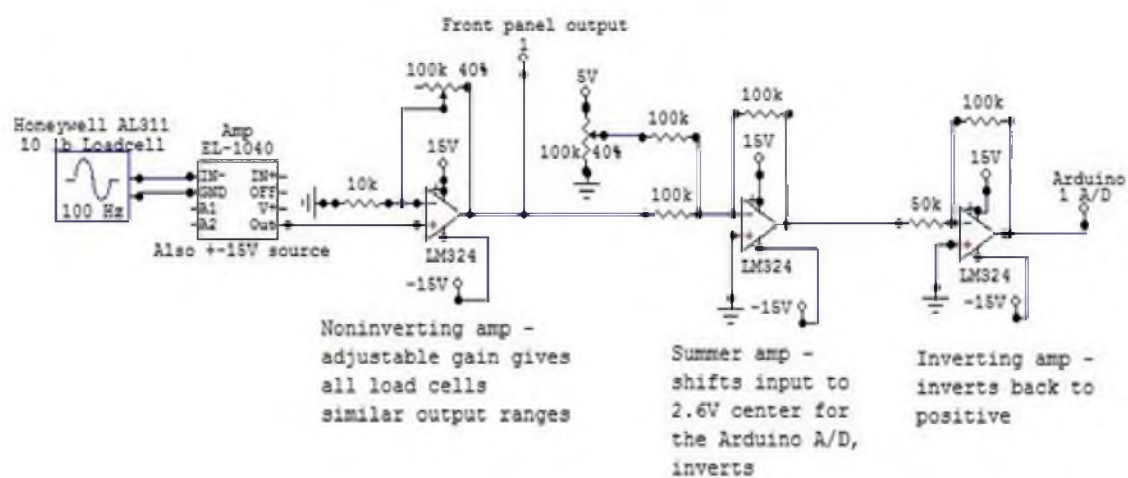 Front panel output
1
100k 40%
5V
100k
100k
Honeywell AL311
10 lb Loadcell
Amp
EL-1040
15V
100k 40%
100k
15V
15V
Arduino
1 A/D
IN- IN+
GND OFF
A1 V+
A2 Out
100 Hz
10k
100k
50k
Also +-15V source
LM324
LM324
LM324
-15V
-15V
-15V
Noninverting amp -
adjustable gain gives
all load cells
similar output ranges
Summer amp -
shifts input to
2.6V center for
the Arduino A/D,
inverts
Inverting amp -
inverts back to
positive